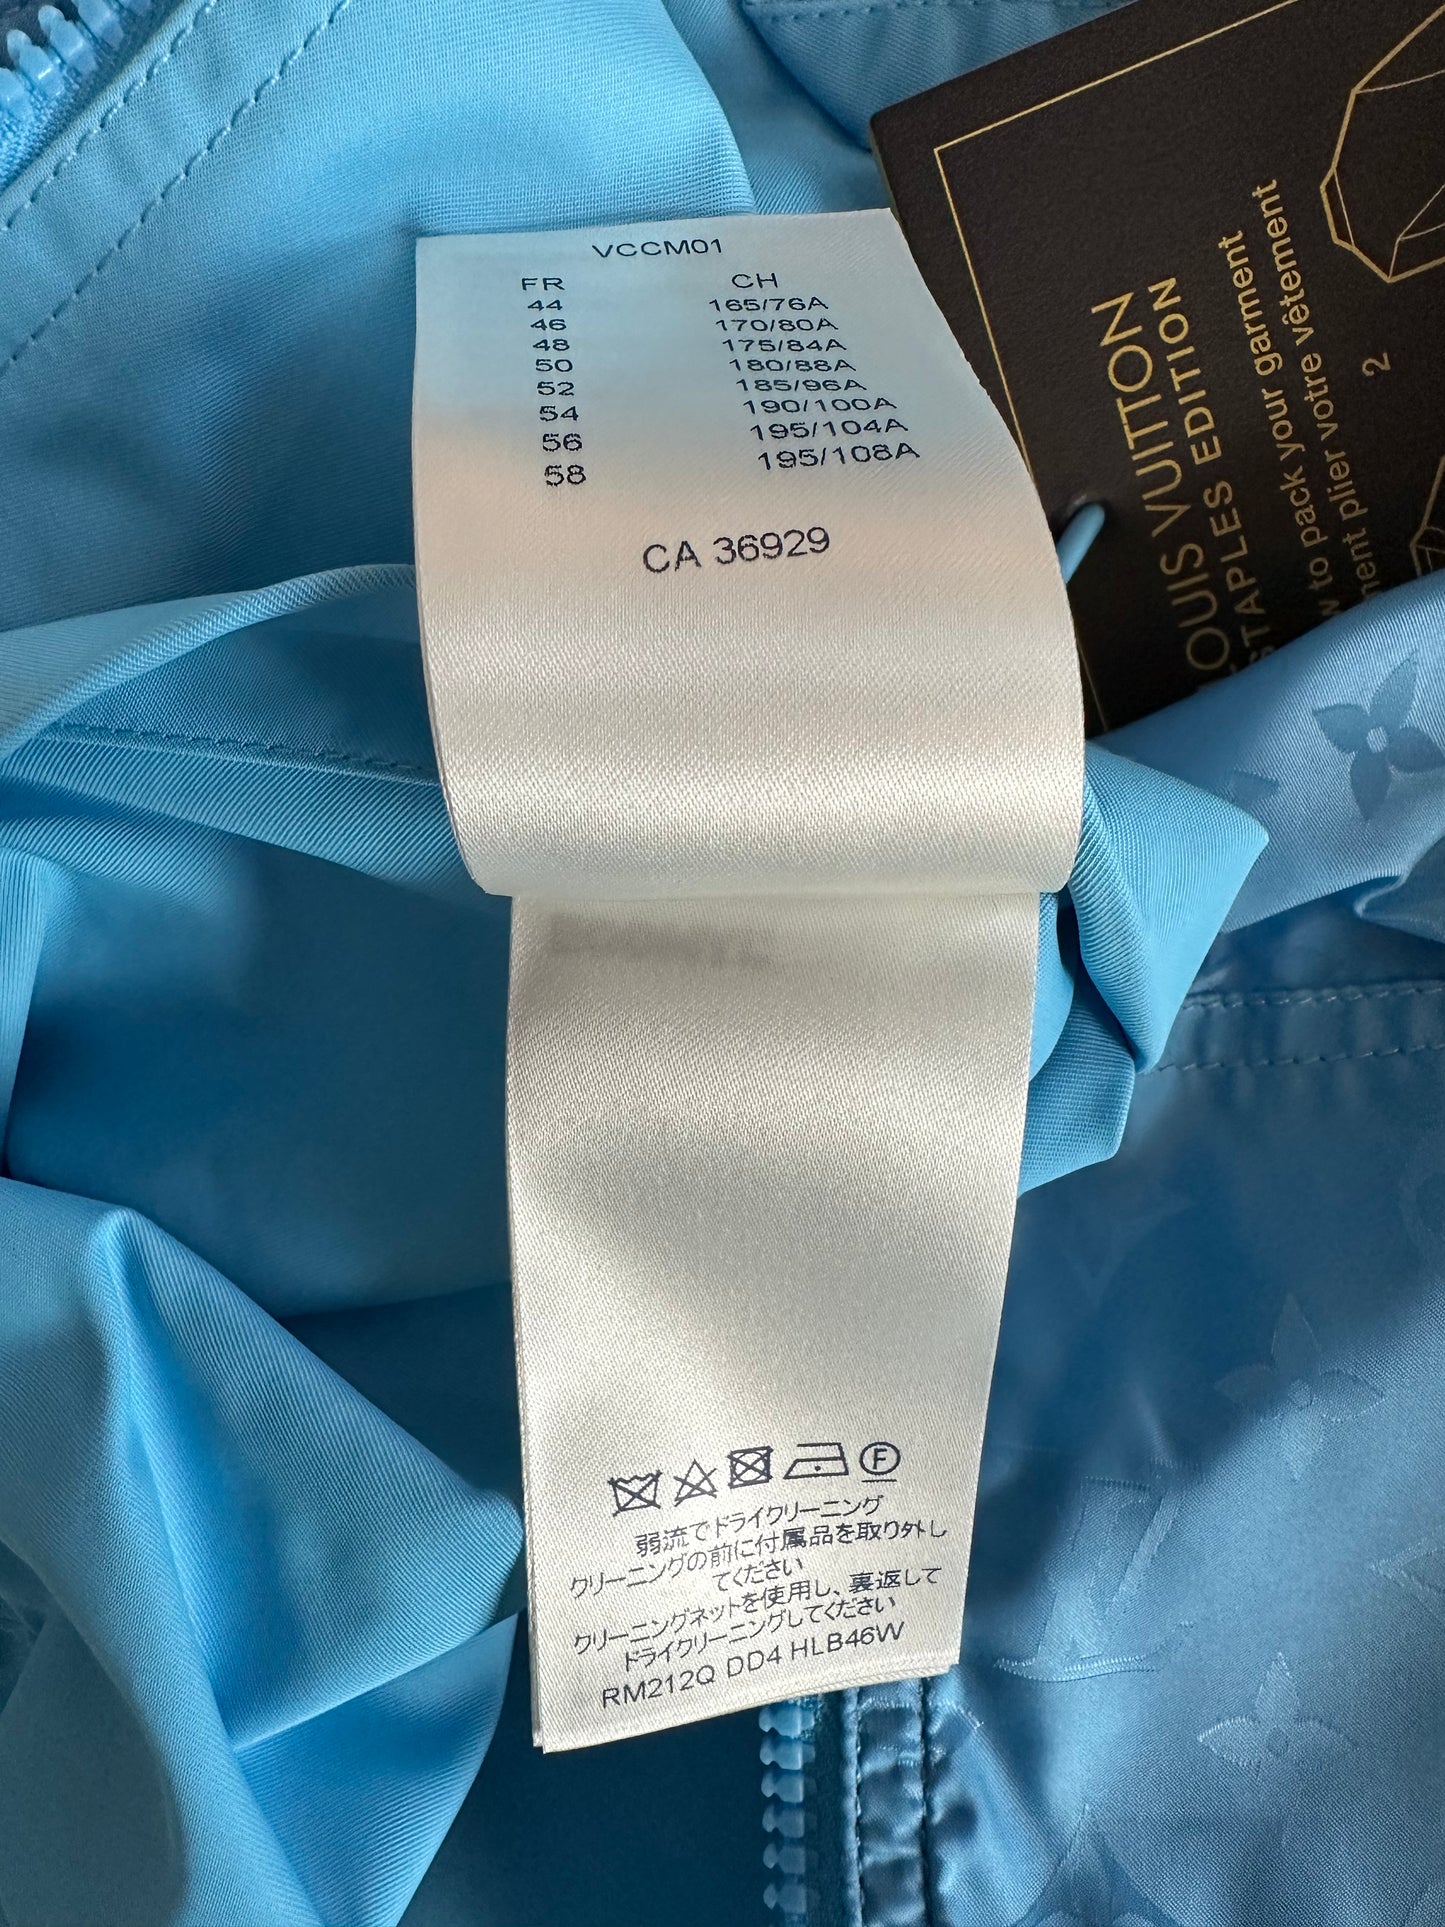 VCCM01
FR CH
44 165/76A
46 170/80A
48 175/84A
50 180/88A
52 185/96A
54 190/100A
56 195/104A
58 195/108A
CA 36929
F
弱流でドライクリーニング
クリーニングの前に付属品を取り外し
てください
クリーニングネットを使用し、裏返して
ドライクリーニングしてください
RM212Q DD4 HLB46W
LOUIS VUITTON
STAPLES EDITION
to pack your garment
plier votre vêtement
2